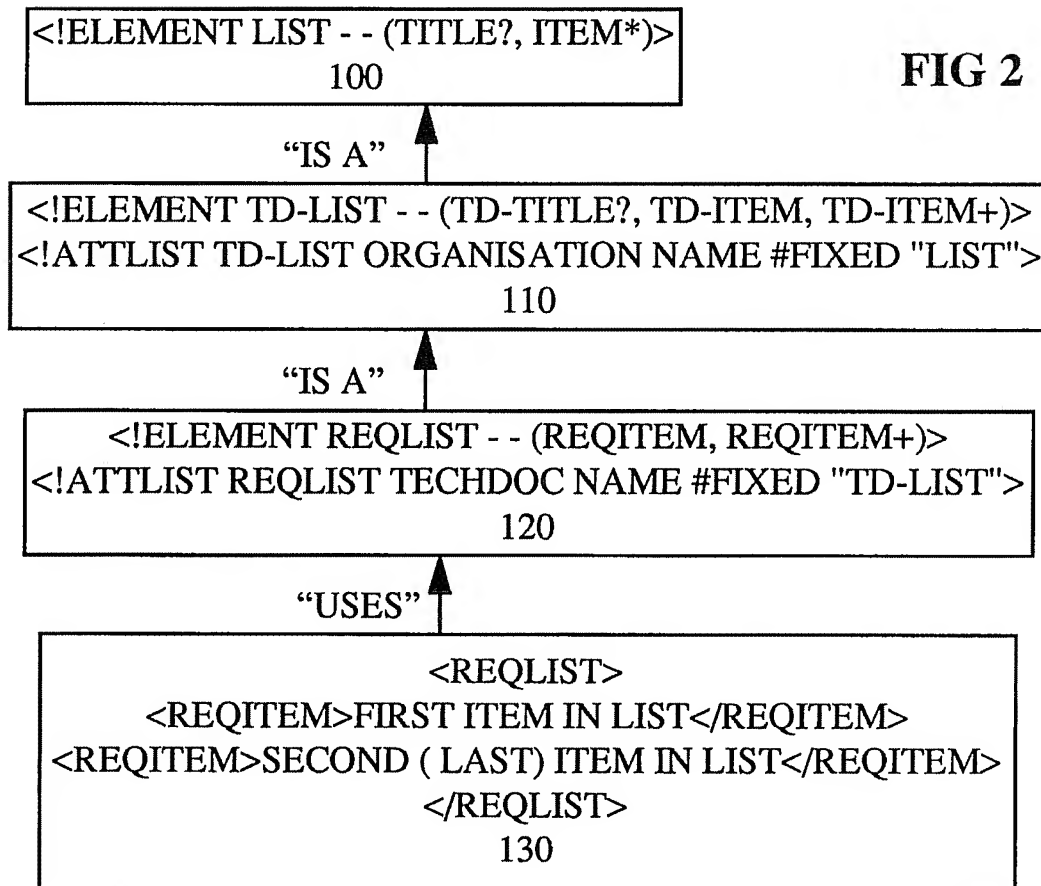 <!ELEMENT LIST - - (TITLE?, ITEM*)>
100
FIG 2
“IS A”
<!ELEMENT TD-LIST - - (TD-TITLE?, TD-ITEM, TD-ITEM+)>
<!ATTLIST TD-LIST ORGANISATION NAME #FIXED "LIST">
110
“IS A”
<!ELEMENT REQLIST - - (REQITEM, REQITEM+)>
<!ATTLIST REQLIST TECHDOC NAME #FIXED "TD-LIST">
120
“USES”
<REQLIST>
<REQITEM>FIRST ITEM IN LIST</REQITEM>
<REQITEM>SECOND ( LAST) ITEM IN LIST</REQITEM>
</REQLIST>
130